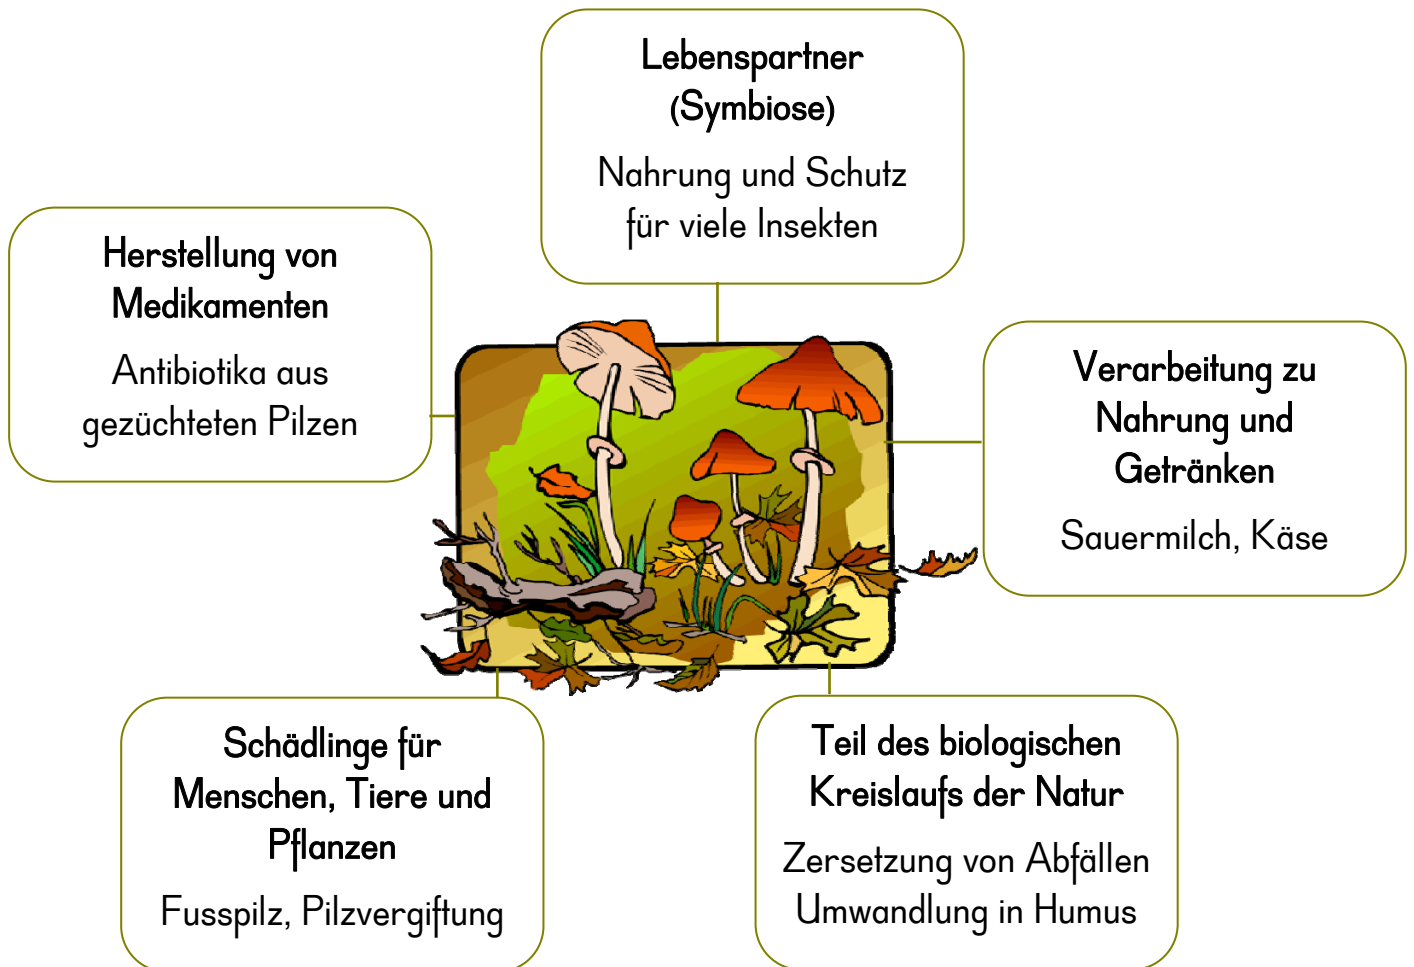 Lebenspartner
(Symbiose)
Nahrung und Schutz
für viele Insekten
Herstellung von
Medikamenten
Antibiotika aus
gezüchteten Pilzen
Verarbeitung zu
Nahrung und
Getränken
Sauermilch, Käse
Schädlinge für
Menschen, Tiere und
Pflanzen
Fusspilz, Pilzvergiftung
Teil des biologischen
Kreislaufs der Natur
Zersetzung von Abfällen
Umwandlung in Humus